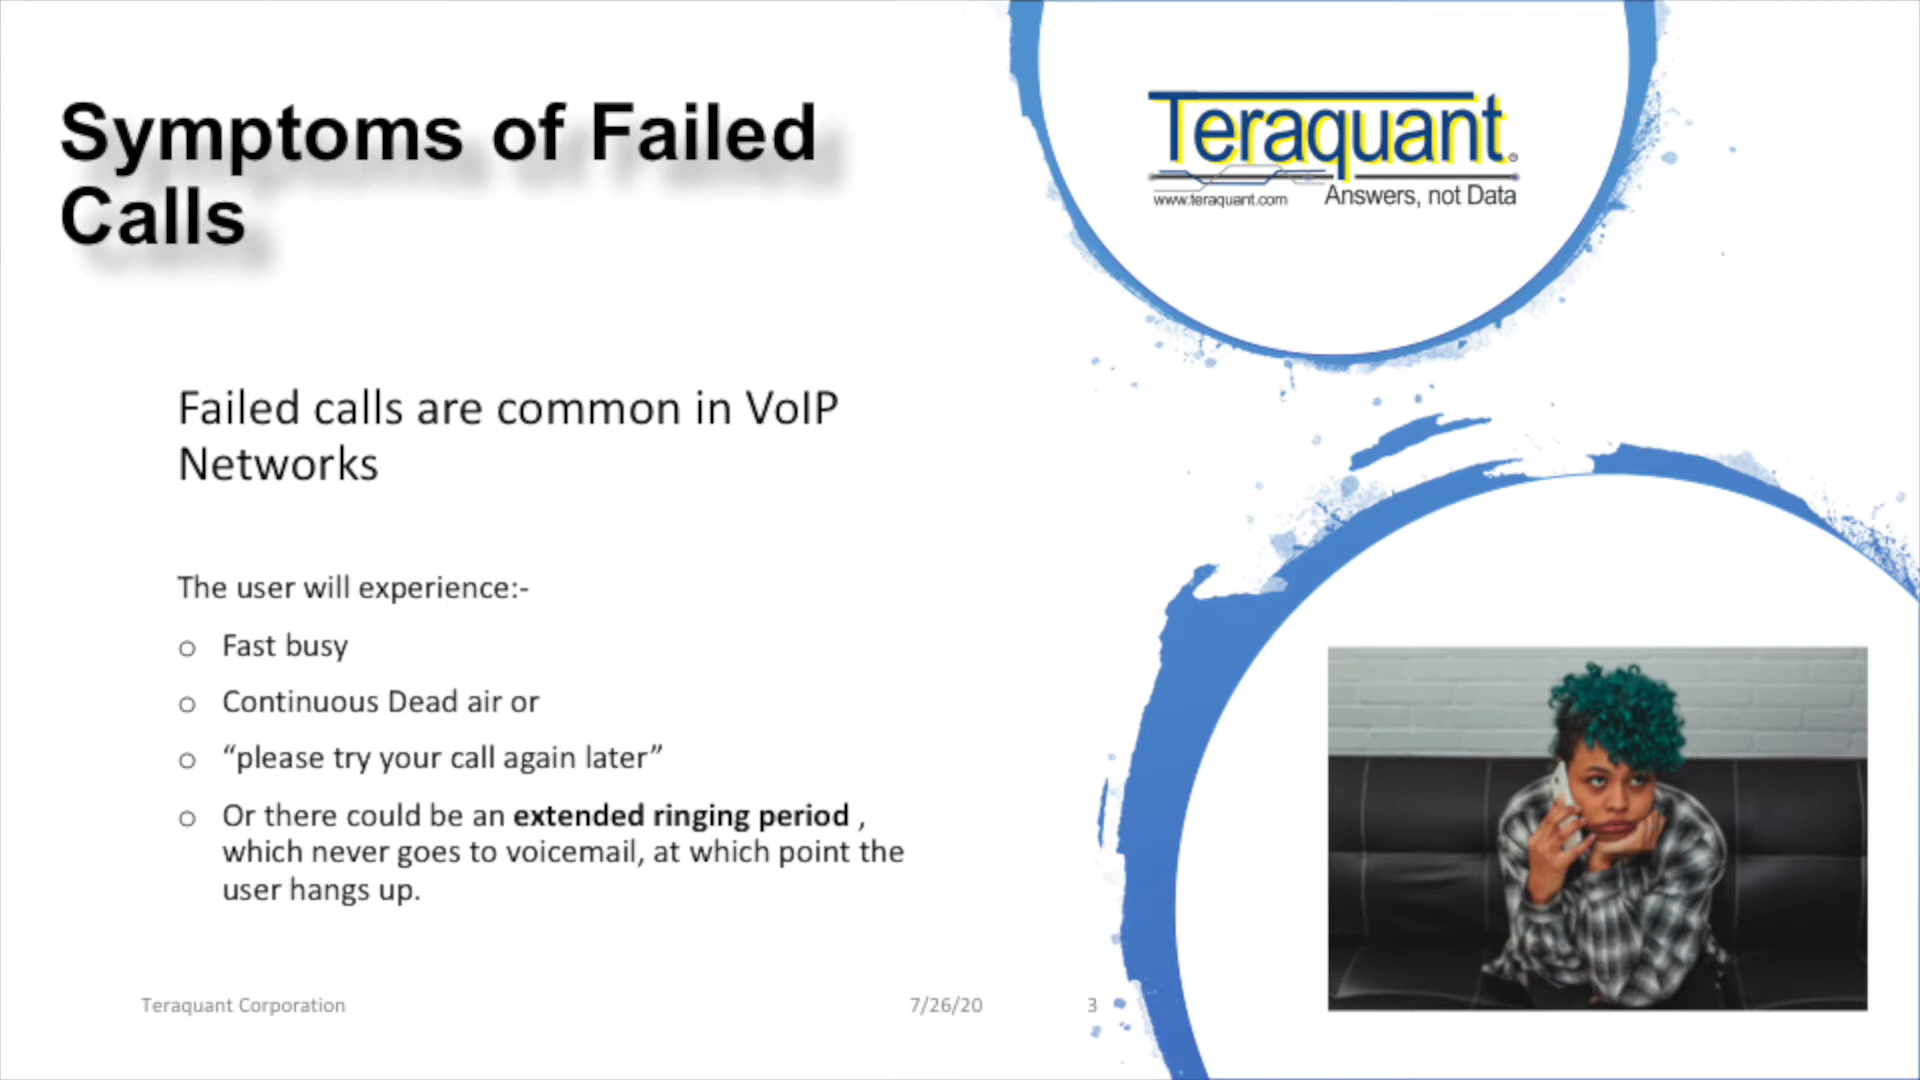 Symptoms of Failed
Calls
Teraquant®
www.teraquant.com Answers, not Data
Failed calls are common in VoIP
Networks
The user will experience:-
○ Fast busy
○ Continuous Dead air or
○ “please try your call again later”
○ Or there could be an extended ringing period ,
which never goes to voicemail, at which point the
user hangs up.
Teraquant Corporation 7/26/20 3